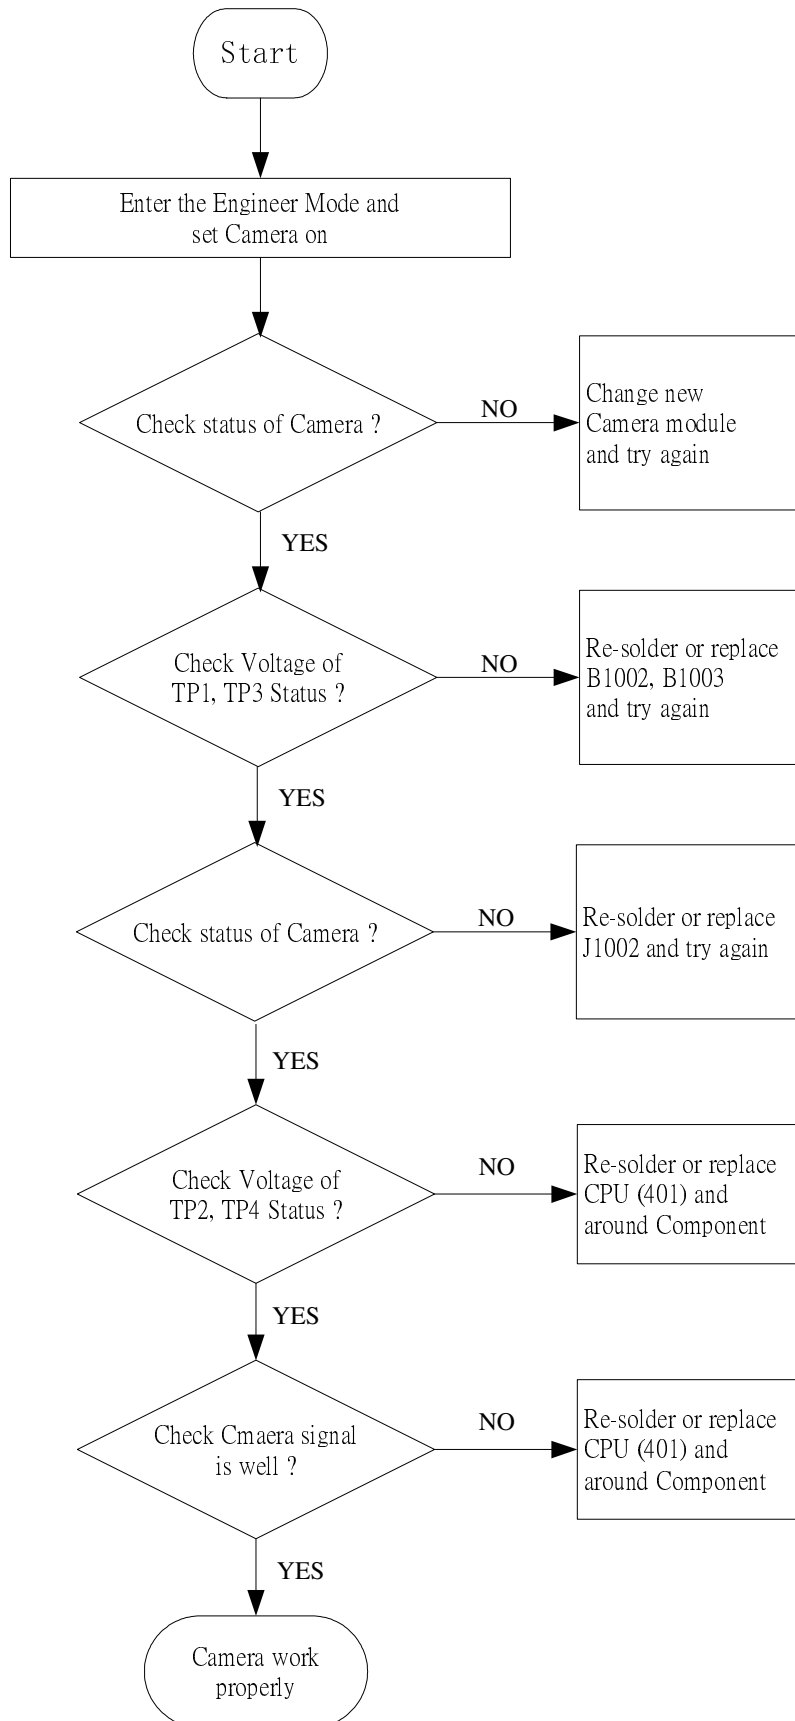 Start
Enter the Engineer Mode and
set Camera on
Check status of Camera ?
NO
Change new
Camera module
and try again
YES
Check Voltage of
TP1, TP3 Status ?
NO
Re-solder or replace
B1002, B1003
and try again
YES
Check status of Camera ?
NO
Re-solder or replace
J1002 and try again
YES
Check Voltage of
TP2, TP4 Status ?
NO
Re-solder or replace
CPU (401) and
around Component
YES
Check Cmaera signal
is well ?
NO
Re-solder or replace
CPU (401) and
around Component
YES
Camera work
properly